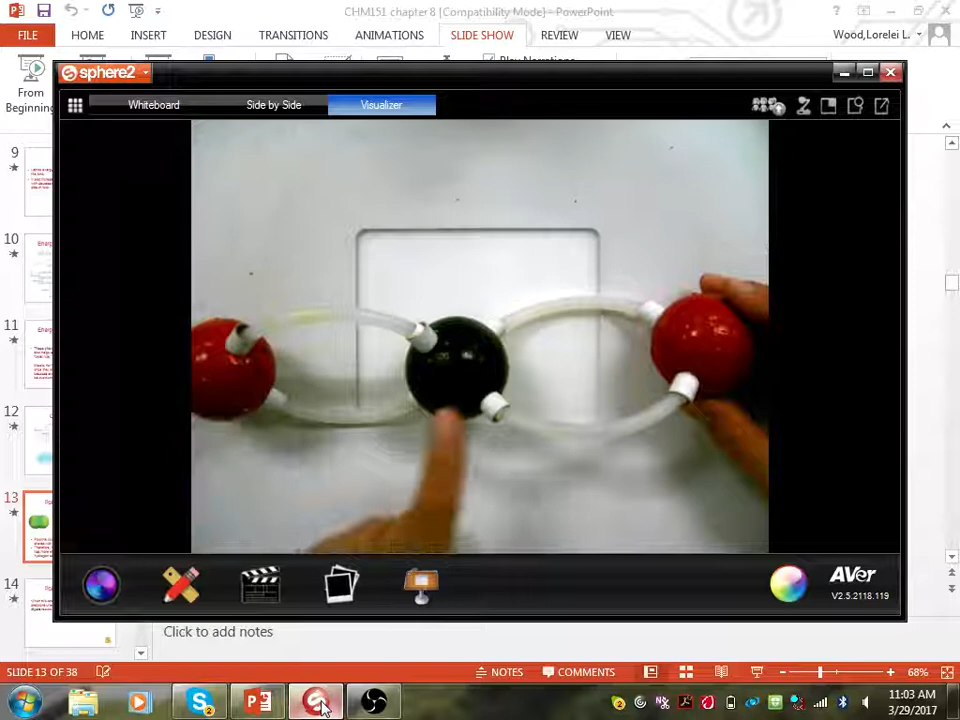 CHM151 chapter 8 [Compatibility Mode] - PowerPoint
FILE HOME INSERT DESIGN TRANSITIONS ANIMATIONS SLIDE SHOW REVIEW VIEW Wood,Lorelei L.
From
Beginning
sphere2
Whiteboard Side by Side Visualizer
9
10
11
12
13
14
AVer
V2.5.2118.119
Click to add notes
SLIDE 13 OF 38 NOTES COMMENTS 68%
11:03 AM
3/29/2017